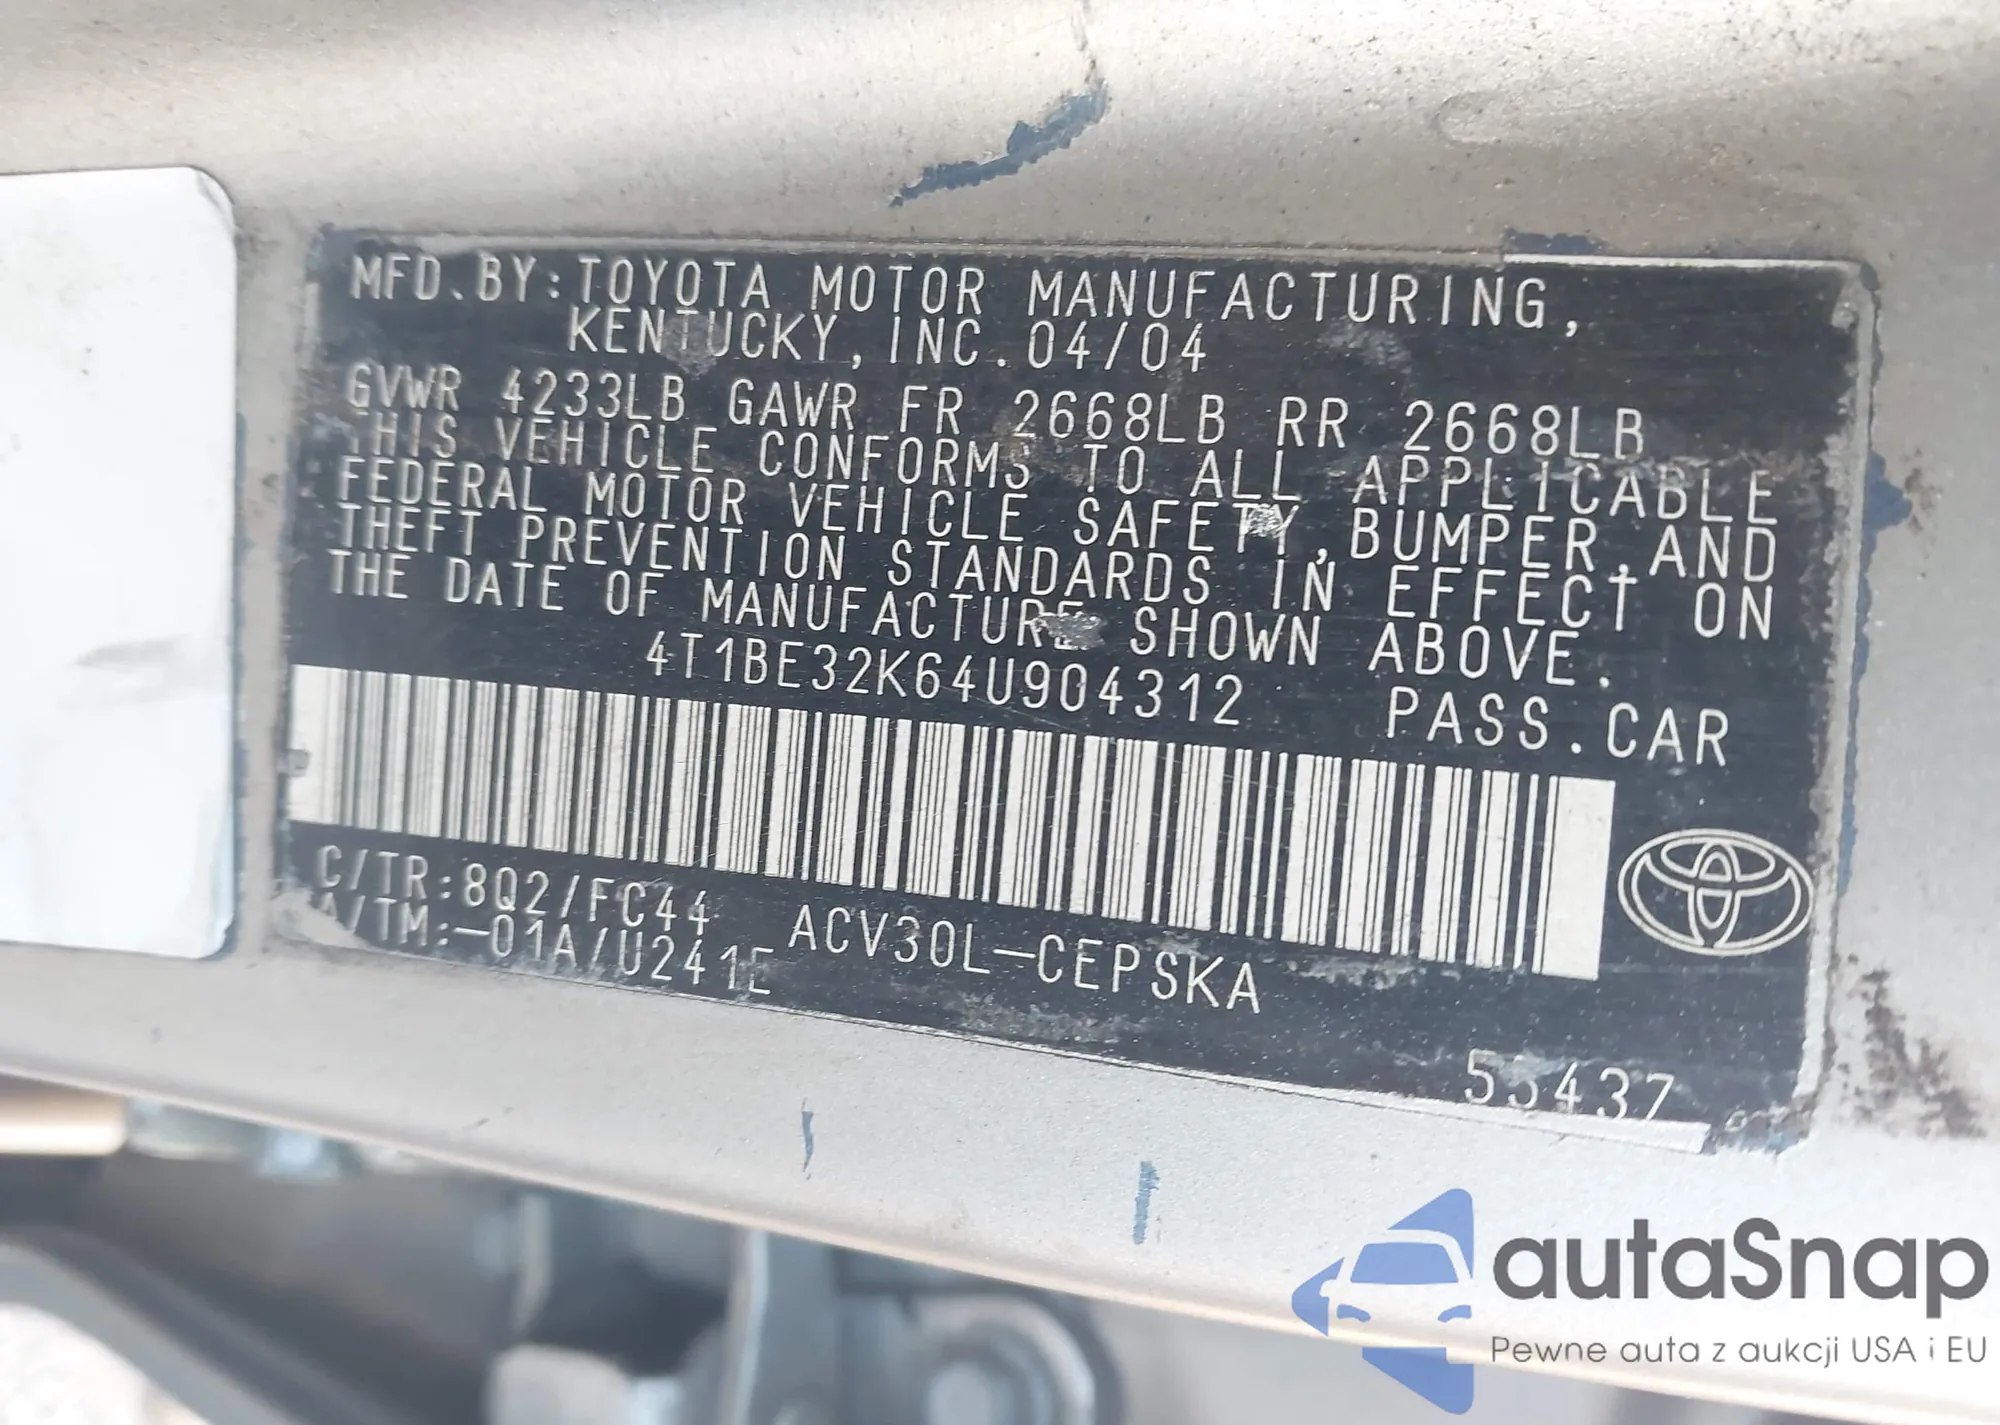 MFD.BY:TOYOTA MOTOR MANUFACTURING,
KENTUCKY, INC. 04/04
GVWR 4233LB GAWR FR 2668LB RR 2668LB
THIS VEHICLE CONFORMS TO ALL APPLICABLE
FEDERAL MOTOR VEHICLE SAFETY, BUMPER, AND
THEFT PREVENTION STANDARDS IN EFFECT ON
THE DATE OF MANUFACTURE SHOWN ABOVE.
4T1BE32K64U904312 PASS.CAR
C/TR:8Q2/FC44
A/TM:-01A/U241E ACV30L-CEPSKA
55437
autaSnap
Pewne auta z aukcji USA i EU